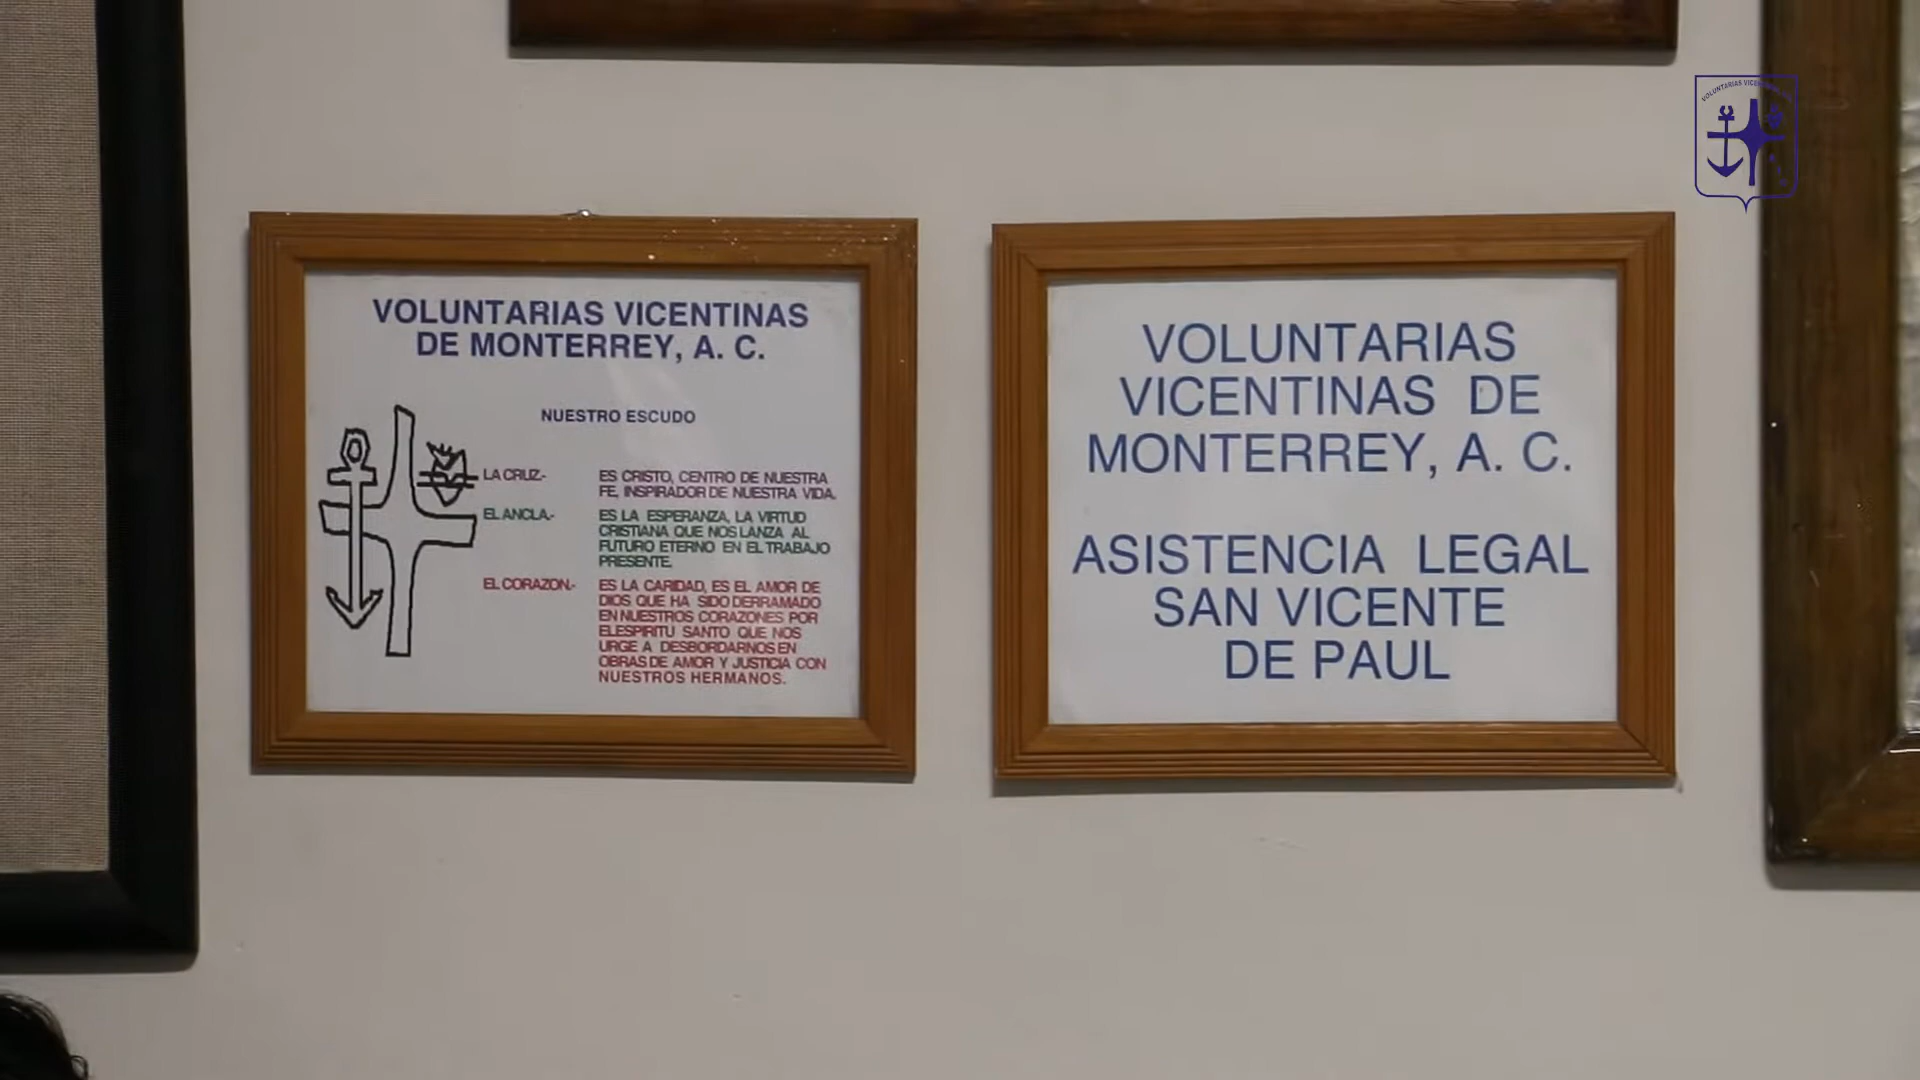 VOLUNTARIAS VICENTINAS
DE MONTERREY, A. C.
NUESTRO ESCUDO
LA CRUZ.- ES CRISTO, CENTRO DE NUESTRA
FE, INSPIRADOR DE NUESTRA VIDA.
EL ANCLA.- ES LA ESPERANZA, LA VIRTUD
CRISTIANA QUE NOS LANZA AL
FUTURO ETERNO EN EL TRABAJO
PRESENTE.
EL CORAZON.- ES LA CARIDAD, ES EL AMOR DE
DIOS QUE HA SIDO DERRAMADO
EN NUESTROS CORAZONES POR
ELESPIRITU SANTO QUE NOS
URGE A DESBORDARNOS EN
OBRAS DE AMOR Y JUSTICIA CON
NUESTROS HERMANOS.
VOLUNTARIAS
VICENTINAS DE
MONTERREY, A. C.
ASISTENCIA LEGAL
SAN VICENTE
DE PAUL
VOLUNTARIAS